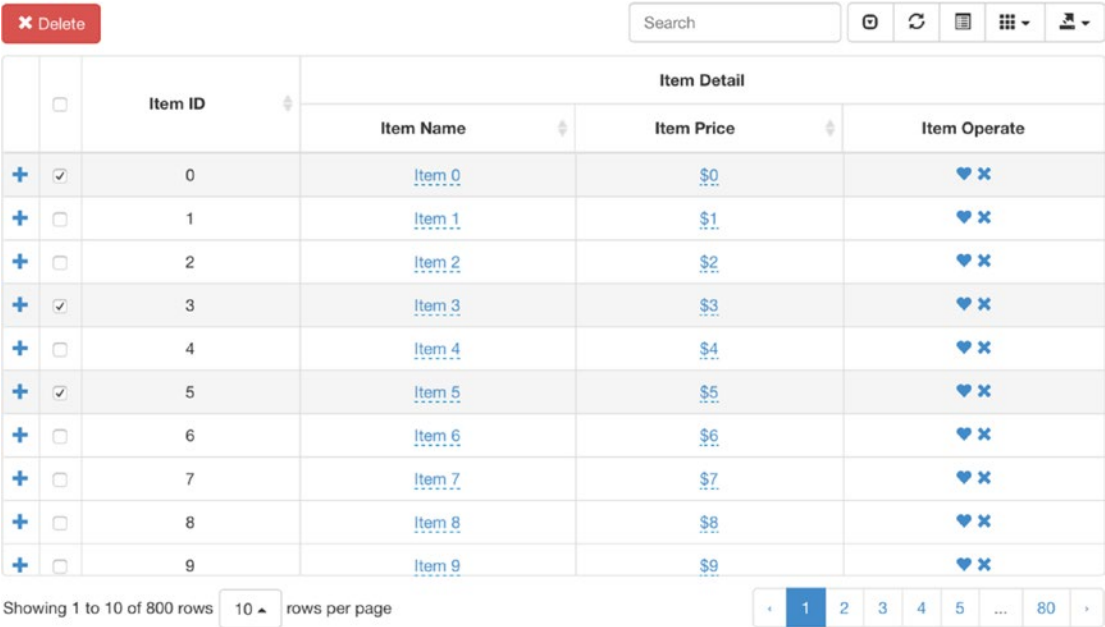 Delete
Search
Item ID
Item Detail
Item Name Item Price Item Operate
0 Item 0 $0
1 Item 1 $1
2 Item 2 $2
3 Item 3 $3
4 Item 4 $4
5 Item 5 $5
6 Item 6 $6
7 Item 7 $7
8 Item 8 $8
9 Item 9 $9
Showing 1 to 10 of 800 rows 10 rows per page
‹ 1 2 3 4 5 ... 80 ›